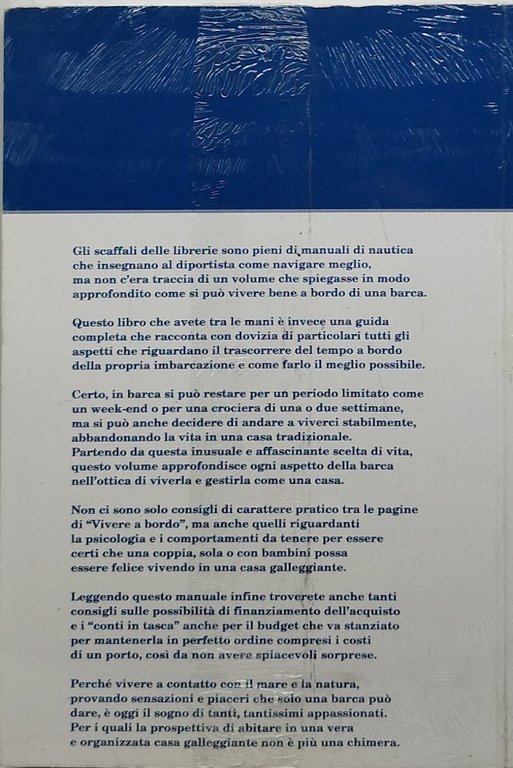 Gli scaffali delle librerie sono pieni di manuali di nautica
che insegnano al diportista come navigare meglio,
ma non c'era traccia di un volume che spiegasse in modo
approfondito come si può vivere bene a bordo di una barca.
Questo libro che avete tra le mani è invece una guida
completa che racconta con dovizia di particolari tutti gli
aspetti che riguardano il trascorrere del tempo a bordo
della propria imbarcazione e come farlo il meglio possibile.
Certo, in barca si può restare per un periodo limitato come
un week-end o per una crociera di una o due settimane,
ma si può anche decidere di andare a viverci stabilmente,
abbandonando la vita in una casa tradizionale.
Partendo da questa inusuale e affascinante scelta di vita,
questo volume approfondisce ogni aspetto della barca
nell'ottica di viverla e gestirla come una casa.
Non ci sono solo consigli di carattere pratico tra le pagine
di "Vivere a bordo", ma anche quelli riguardanti
la psicologia e i comportamenti da tenere per essere
certi che una coppia, sola o con bambini possa
essere felice vivendo in una casa galleggiante.
Leggendo questo manuale infine troverete anche tanti
consigli sulle possibilità di finanziamento dell'acquisto
e i "conti in tasca" anche per il budget che va stanziato
per mantenerla in perfetto ordine compresi i costi
di un porto, così da non avere spiacevoli sorprese.
Perché vivere a contatto con il mare e la natura,
provando sensazioni e piaceri che solo una barca può
dare, è oggi il sogno di tanti, tantissimi appassionati.
Per i quali la prospettiva di abitare in una vera
e organizzata casa galleggiante non è più una chimera.